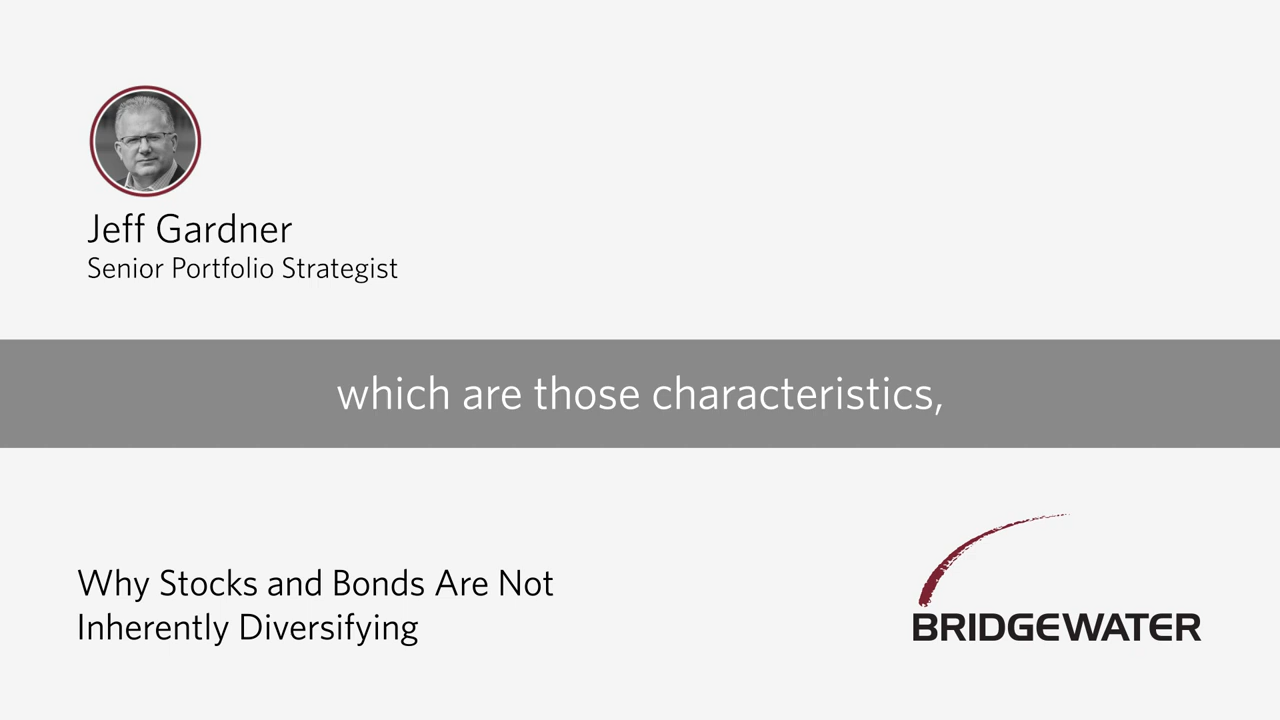 Jeff Gardner
Senior Portfolio Strategist
which are those characteristics,
Why Stocks and Bonds Are Not
Inherently Diversifying
BRIDGEWATER